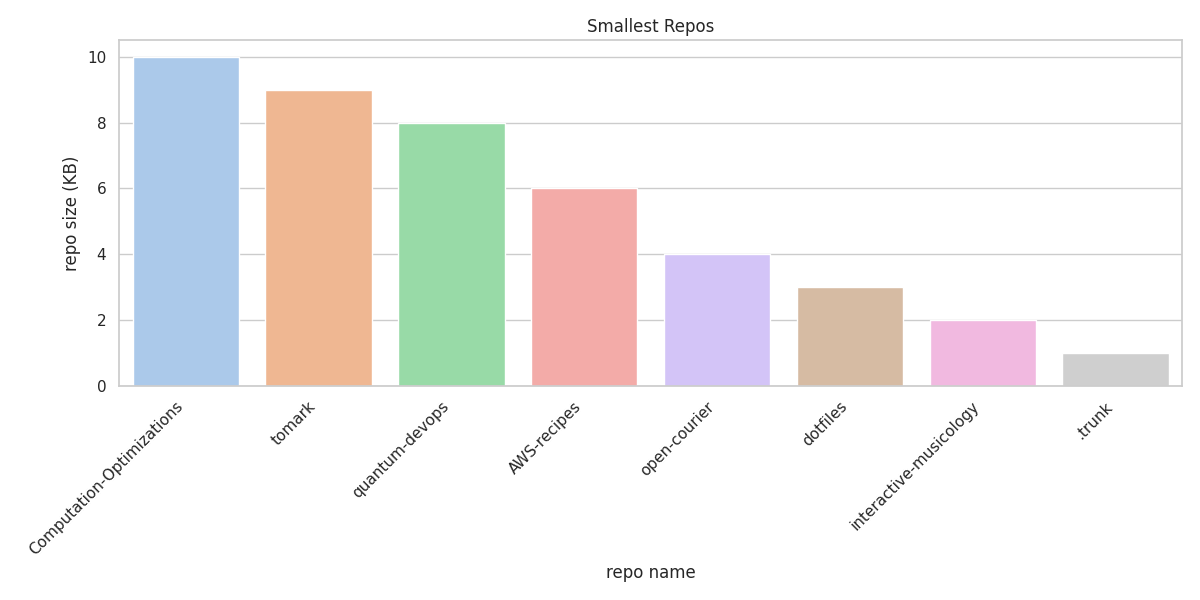 Smallest Repos
repo size (KB)
10
8
6
4
2
0
Computation-Optimizations
tomark
quantum-devops
AWS-recipes
open-courier
dotfiles
interactive-musicology
.trunk
repo name